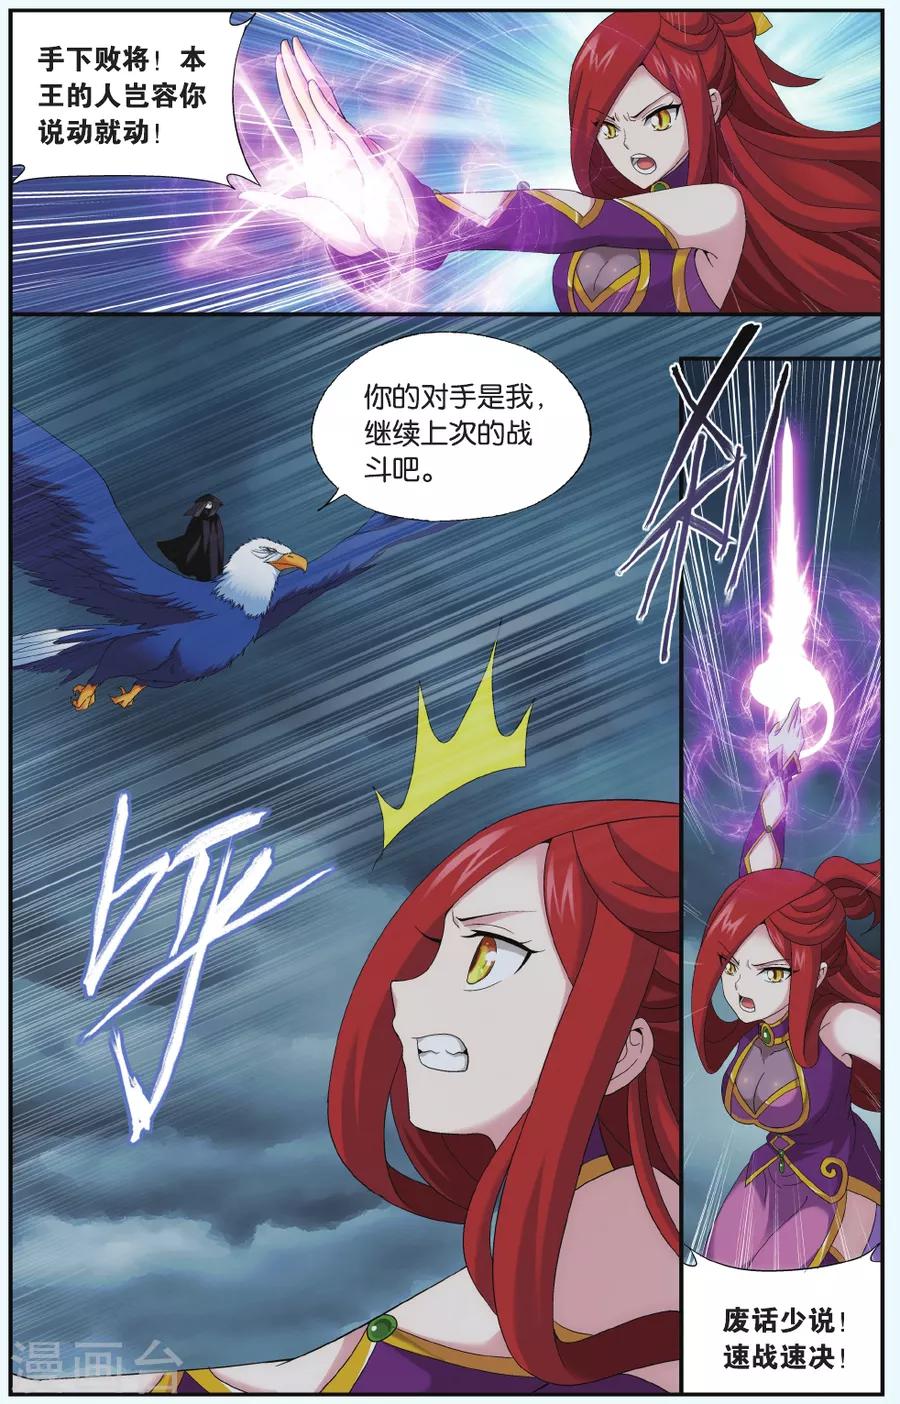 手下败将！本
王的人岂容你
说动就动！
你的对手是我，
继续上次的战
斗吧。
刹
呼
废话少说！
速战速决！
漫画台